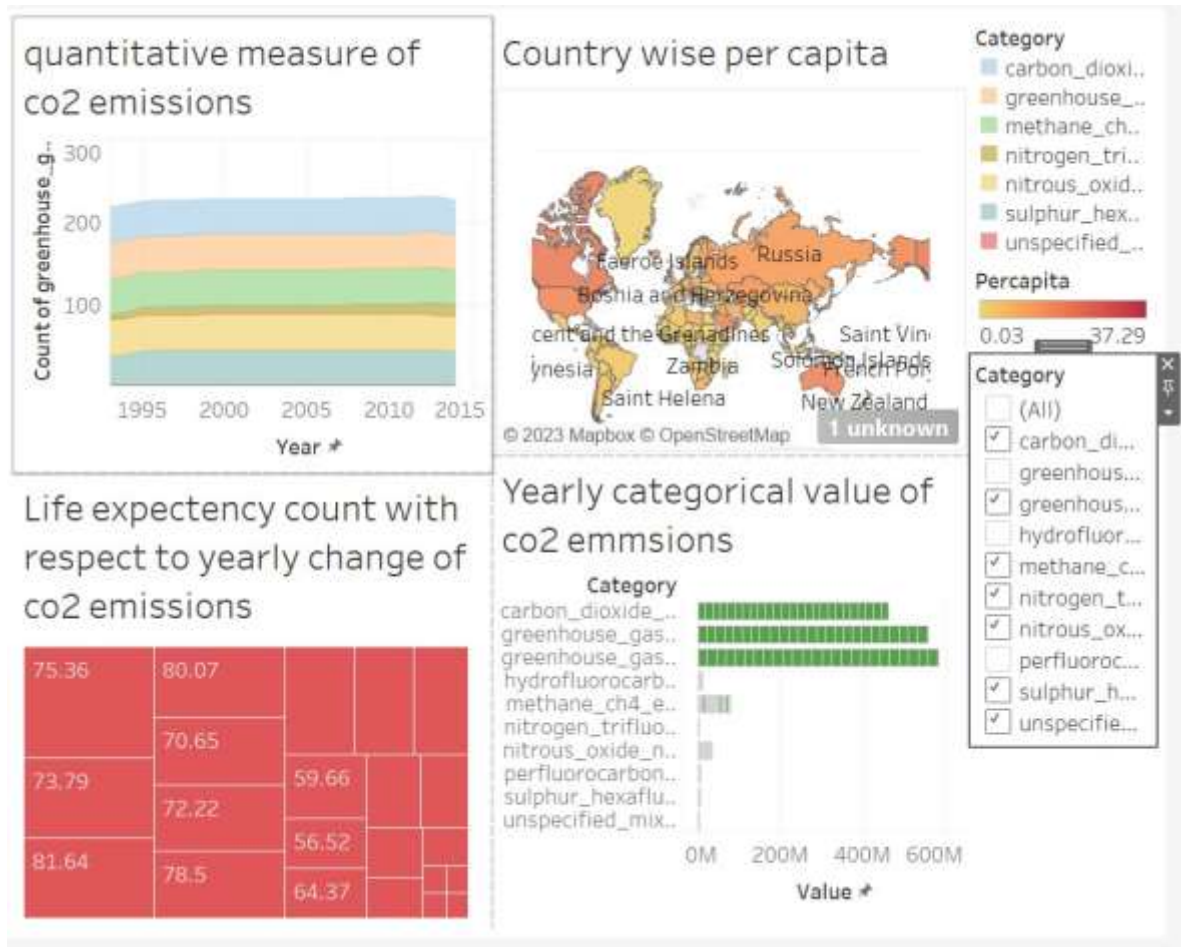 quantitative measure of
co2 emissions
Count of greenhouse_g..
300
200
100
1995 2000 2005 2010 2015
Year
Country wise per capita
Faeroe Islands
Russia
Bosnia and Herzegovina
cent and the Grenadines
Saint Vin
ynesia
Zambia
Solomon Islands
French Pol
Saint Helena
New Zealand
© 2023 Mapbox © OpenStreetMap
1 unknown
Category
carbon_dioxi..
greenhouse_..
methane_ch..
nitrogen_tri..
nitrous_oxid..
sulphur_hex..
unspecified_..
Percapita
0.03 37.29
Category
(All)
carbon_di...
greenhous...
greenhous...
hydrofluor...
methane_c...
nitrogen_t...
nitrous_ox...
perfluoroc...
sulphur_h...
unspecifie...
Life expectency count with
respect to yearly change of
co2 emissions
75.36
73.79
81.64
80.07
70.65
72.22
78.5
59.66
56.52
64.37
Yearly categorical value of
co2 emmsions
Category
carbon_dioxide_..
greenhouse_gas..
greenhouse_gas..
hydrofluorocarb..
methane_ch4_e..
nitrogen_trifluo..
nitrous_oxide_n..
perfluorocarbon..
sulphur_hexaflu..
unspecified_mix..
0M 200M 400M 600M
Value